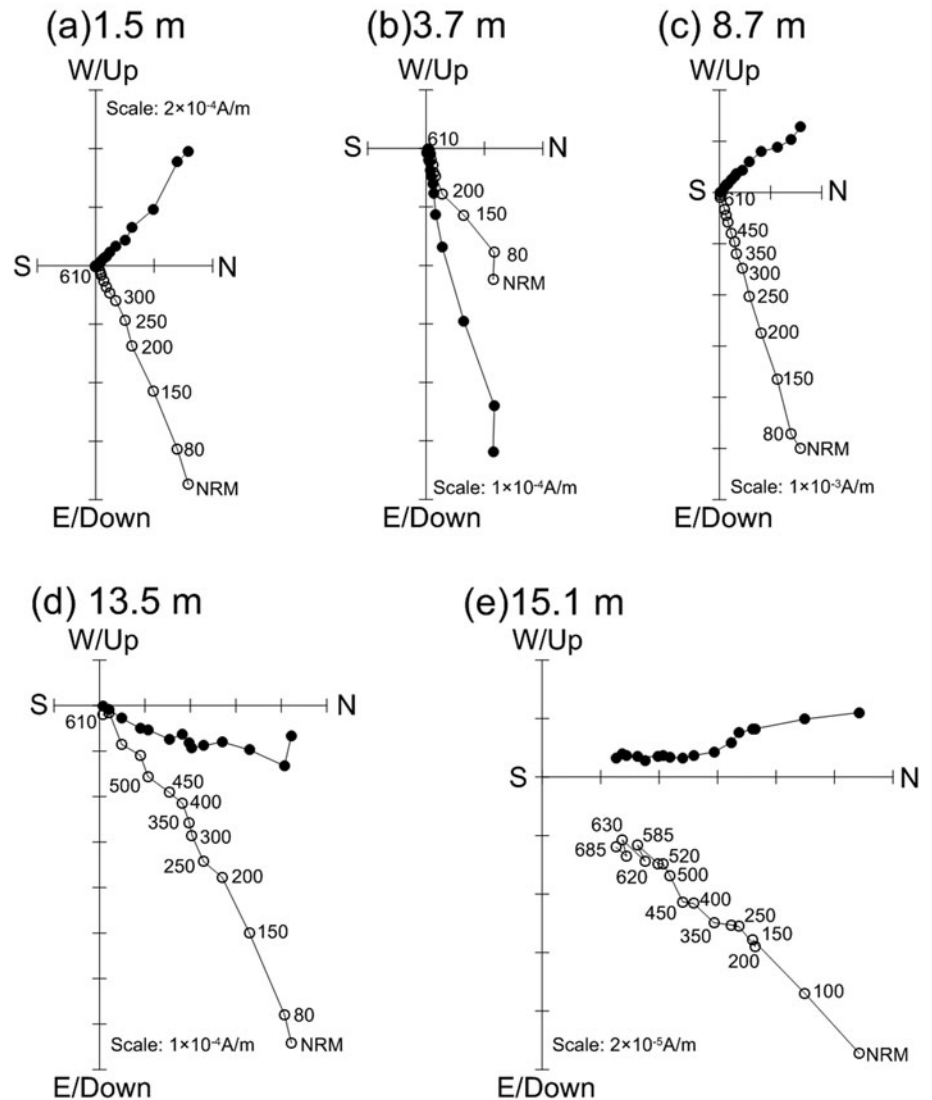 (a)1.5 m
W/Up
Scale: 2×10⁻⁴A/m
S
N
610
300
250
200
150
80
NRM
E/Down
(b)3.7 m
W/Up
610
S
N
200
150
80
NRM
Scale: 1×10⁻⁴A/m
E/Down
(c) 8.7 m
W/Up
S
N
610
450
350
300
250
200
150
80
NRM
Scale: 1×10⁻³A/m
E/Down
(d) 13.5 m
W/Up
S
N
610
500
450
400
350
300
250
200
150
80
NRM
Scale: 1×10⁻⁴A/m
E/Down
(e)15.1 m
W/Up
S
N
630
585
685
620
520
500
400
450
250
350
150
200
100
NRM
Scale: 2×10⁻⁵A/m
E/Down